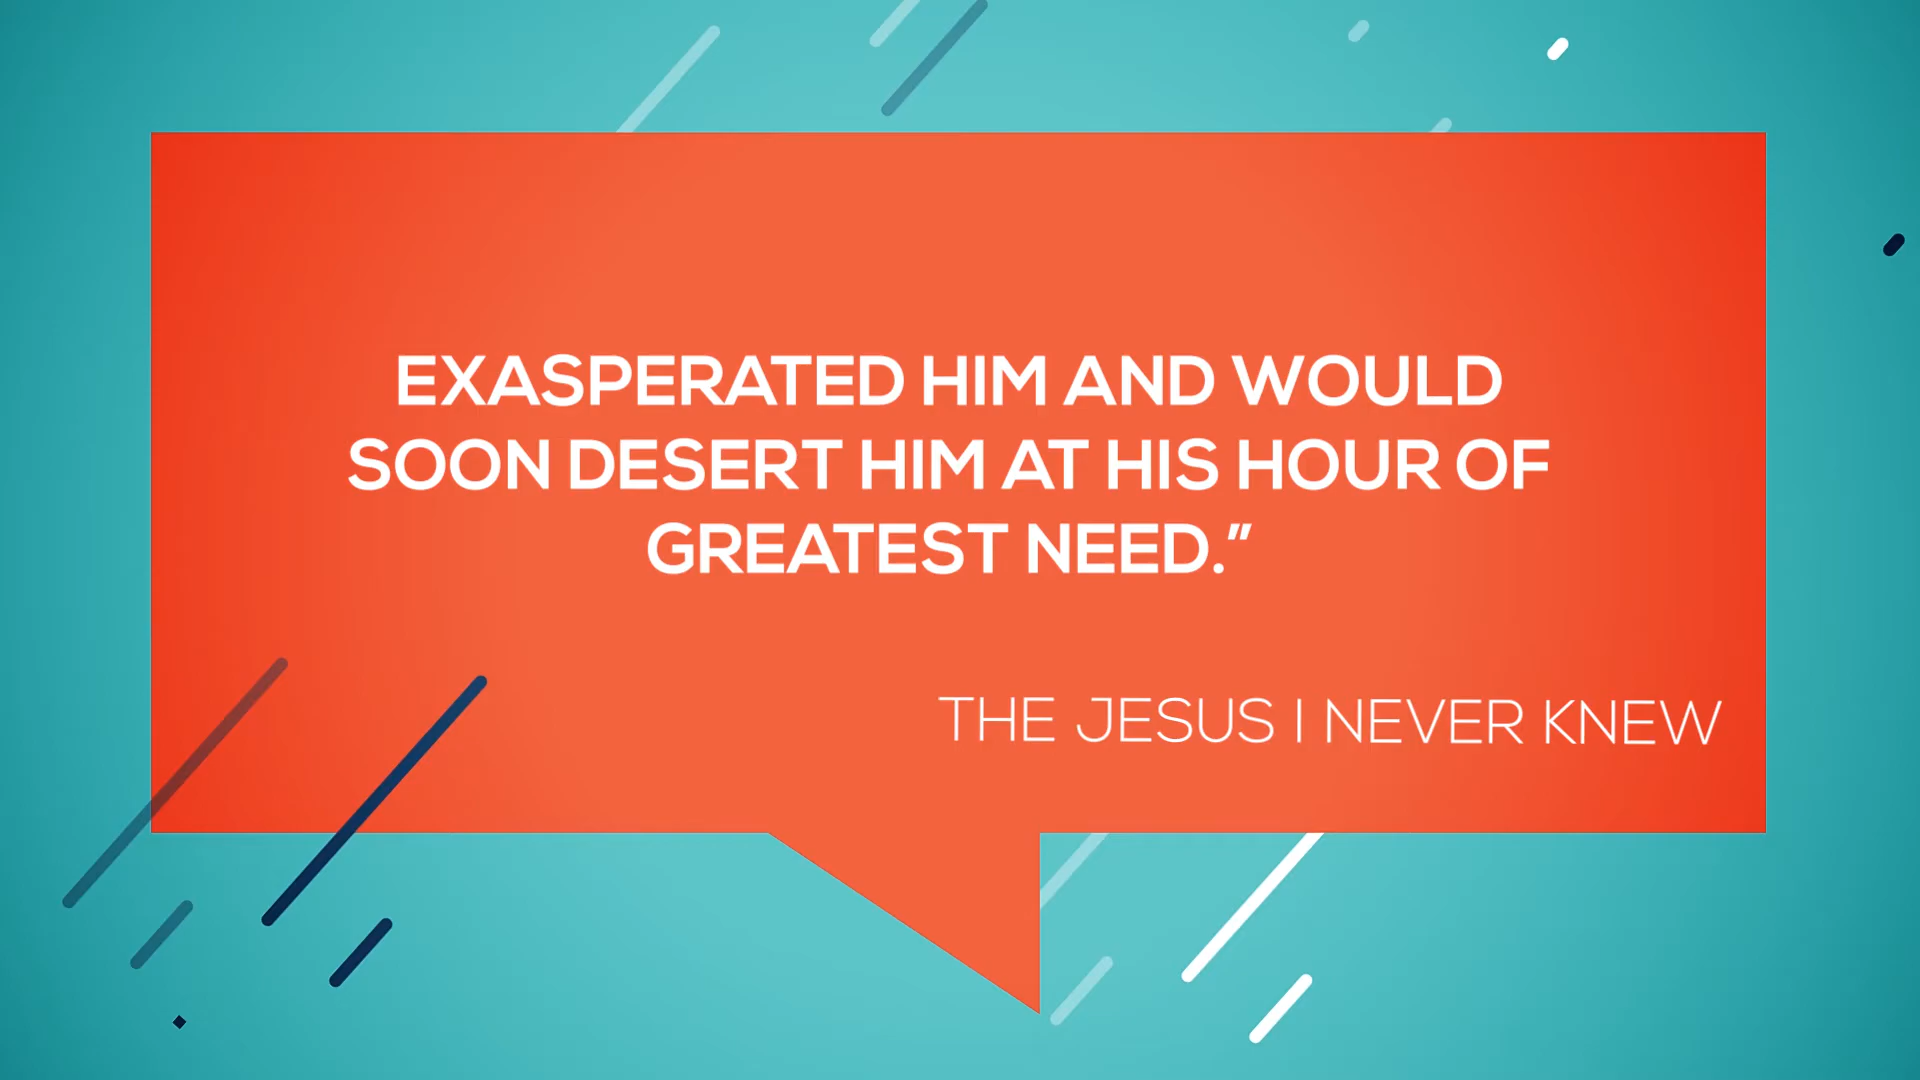 EXASPERATED HIM AND WOULD
SOON DESERT HIM AT HIS HOUR OF
GREATEST NEED."
THE JESUS I NEVER KNEW